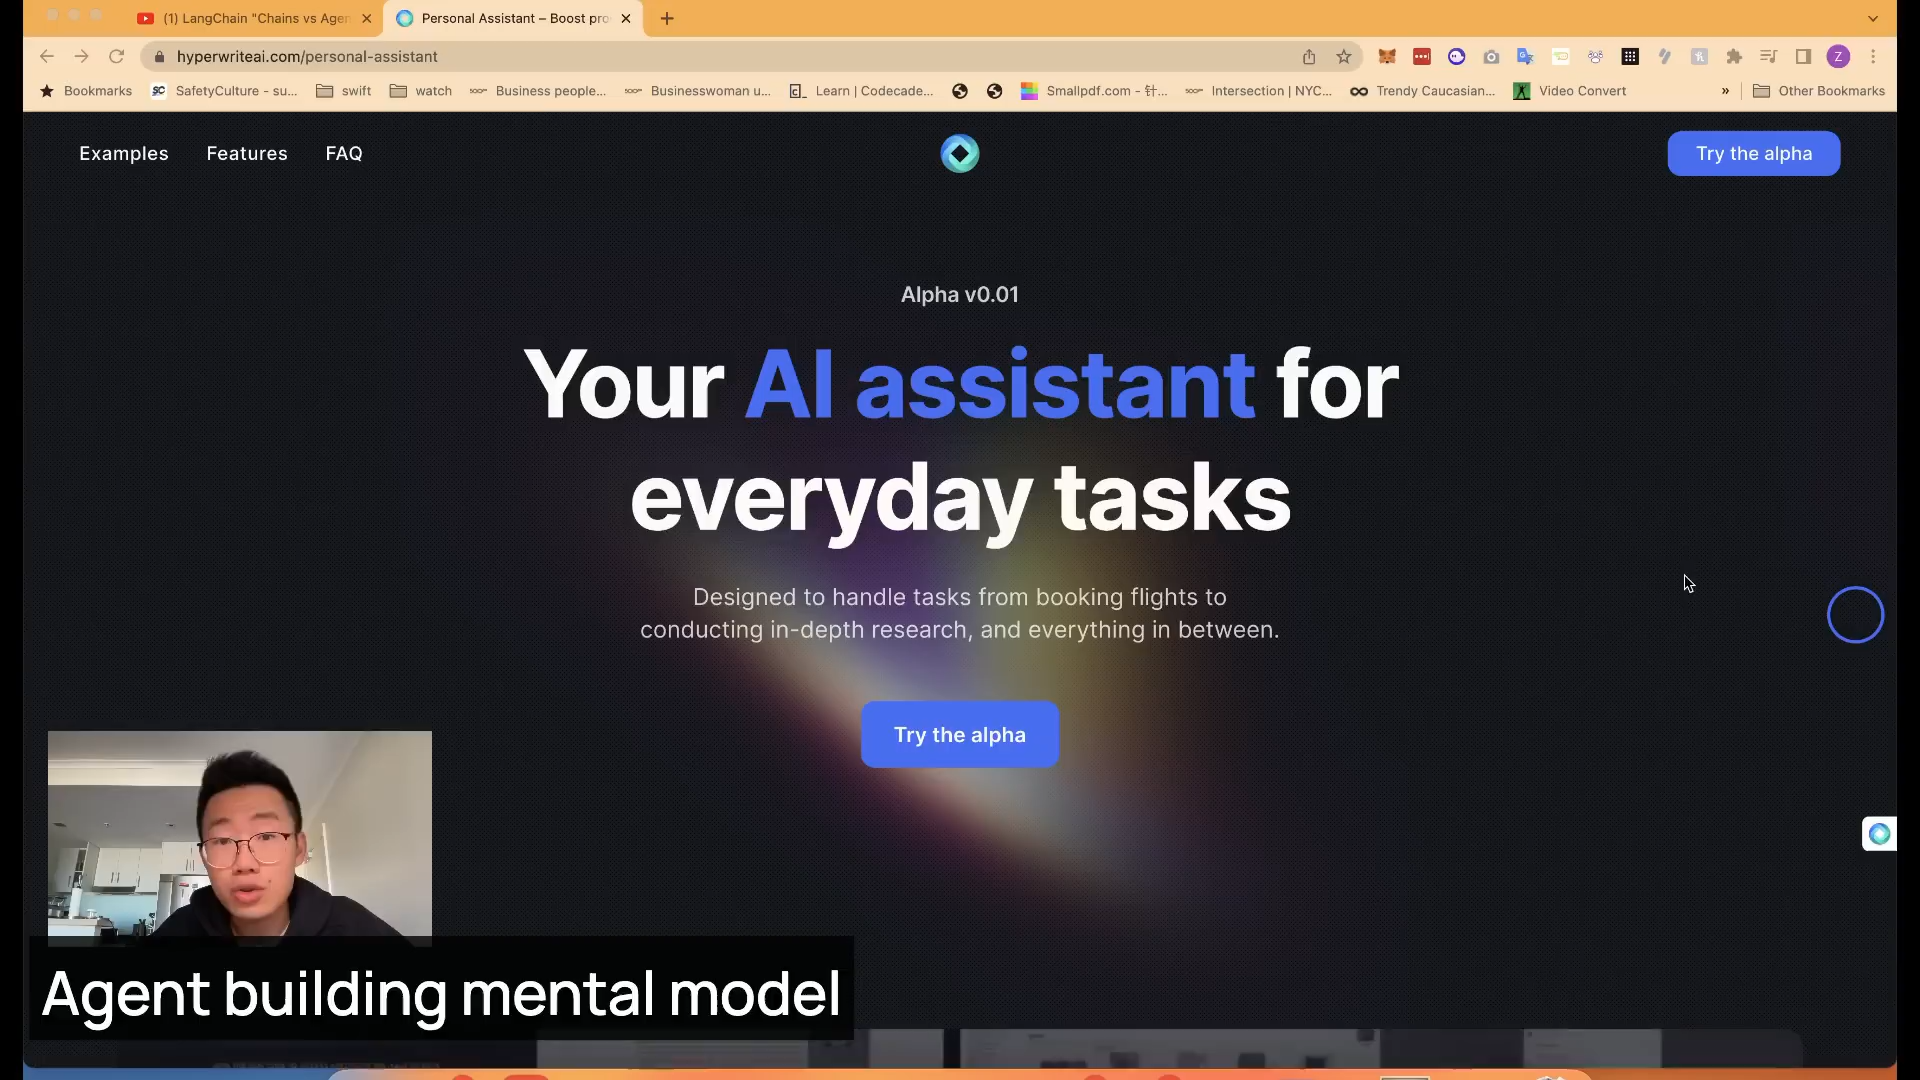 (1) LangChain "Chains vs Agen
Personal Assistant – Boost pro
hyperwriteai.com/personal-assistant
Z
Bookmarks
SafetyCulture - su...
swift
watch
Business people...
Businesswoman u...
Learn | Codecade...
Smallpdf.com - 针...
Intersection | NYC...
Trendy Caucasian...
Video Convert
»
Other Bookmarks
Examples
Features
FAQ
Try the alpha
Alpha v0.01
Your AI assistant for
everyday tasks
Designed to handle tasks from booking flights to
conducting in-depth research, and everything in between.
Try the alpha
Agent building mental model